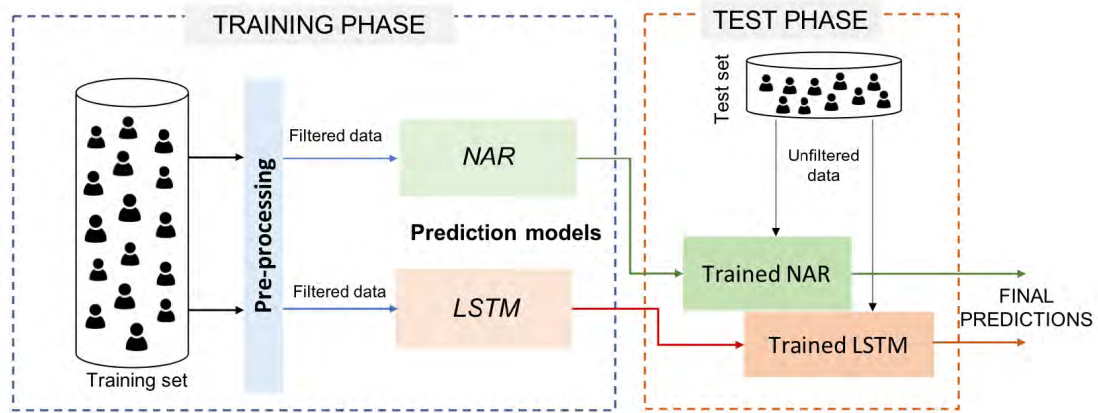 TRAINING PHASE
TEST PHASE
Test set
Filtered data
NAR
Unfiltered
data
Pre-processing
Prediction models
Trained NAR
Filtered data
LSTM
FINAL
PREDICTIONS
Trained LSTM
Training set